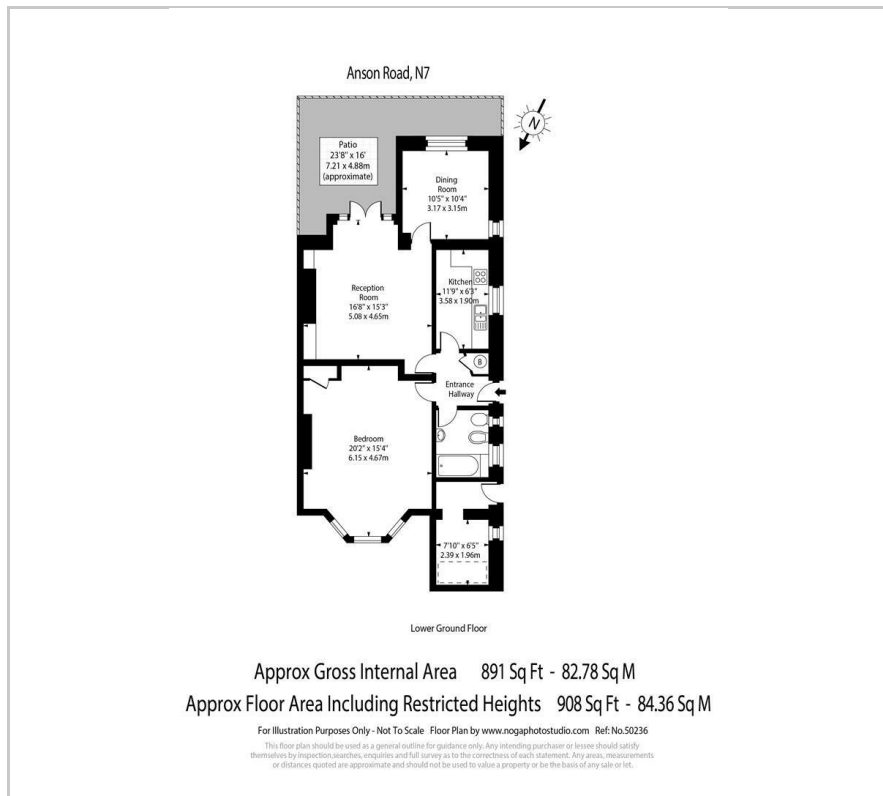 Anson Road, N7
N
Patio
23'8" x 16'
7.21 x 4.88m
(approximate)
Dining
Room
10'5" x 10'4"
3.17 x 3.15m
Kitchen
11'9" x 6'3"
3.58 x 1.90m
Reception
Room
16'8" x 15'3"
5.08 x 4.65m
B
Entrance
Hallway
Bedroom
20'2" x 15'4"
6.15 x 4.67m
7'10" x 6'5"
2.39 x 1.96m
Lower Ground Floor
Approx Gross Internal Area 891 Sq Ft - 82.78 Sq M
Approx Floor Area Including Restricted Heights 908 Sq Ft - 84.36 Sq M
For Illustration Purposes Only - Not To Scale Floor Plan by www.nogaphotostudio.com Ref: No.50236
This floor plan should be used as a general outline for guidance only. Any intending purchaser or lessee should satisfy
themselves by inspection,searches, enquiries and full survey as to the correctness of each statement. Any areas, measurements
or distances quoted are approximate and should not be used to value a property or be the basis of any sale or let.